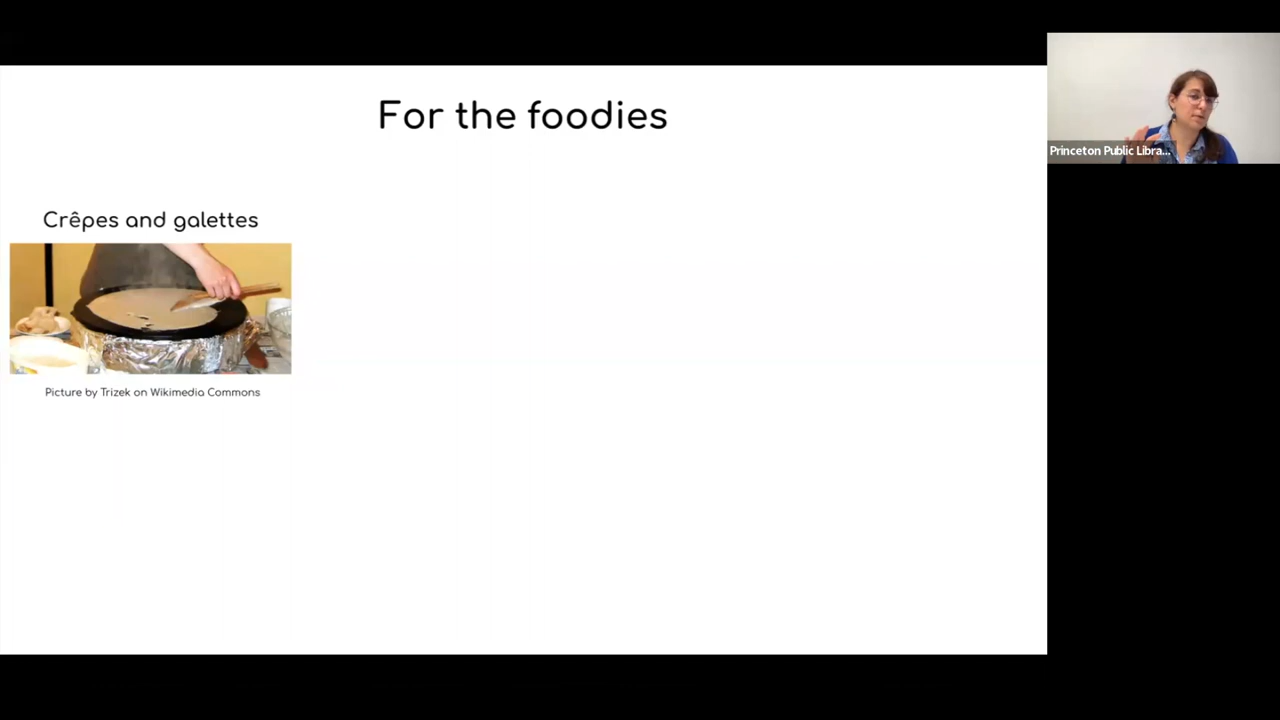 For the foodies
Crêpes and galettes
Picture by Trizek on Wikimedia Commons
Princeton Public Libra...